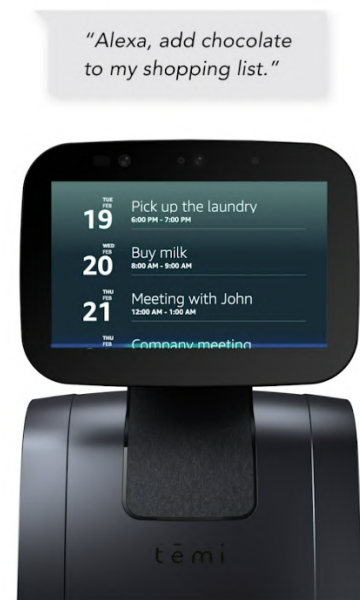 “Alexa, add chocolate
to my shopping list.”
TUE
FEB
19
Pick up the laundry
6:00 PM - 7:00 PM
WED
FEB
20
Buy milk
8:00 AM - 9:00 AM
THU
FEB
21
Meeting with John
12:00 AM - 1:00 AM
THU
FEB
Company meeting
tēmi